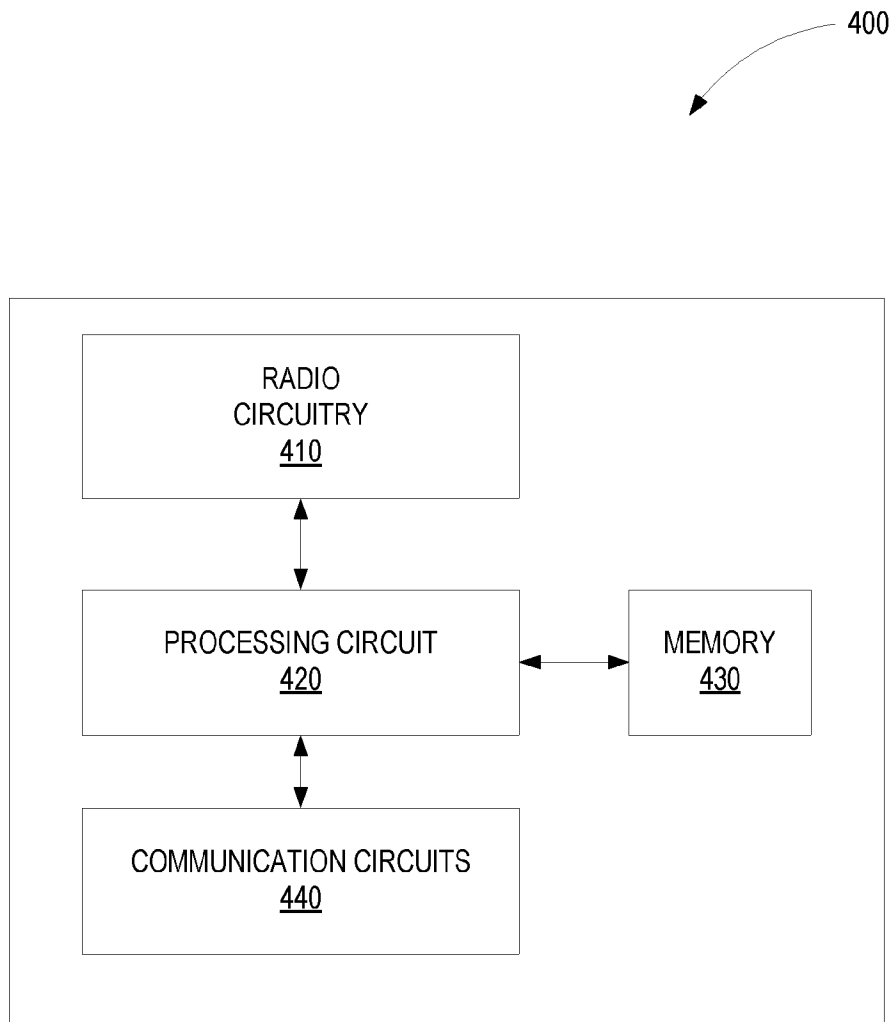 400
RADIO
CIRCUITRY
410
PROCESSING CIRCUIT
420
MEMORY
430
COMMUNICATION CIRCUITS
440